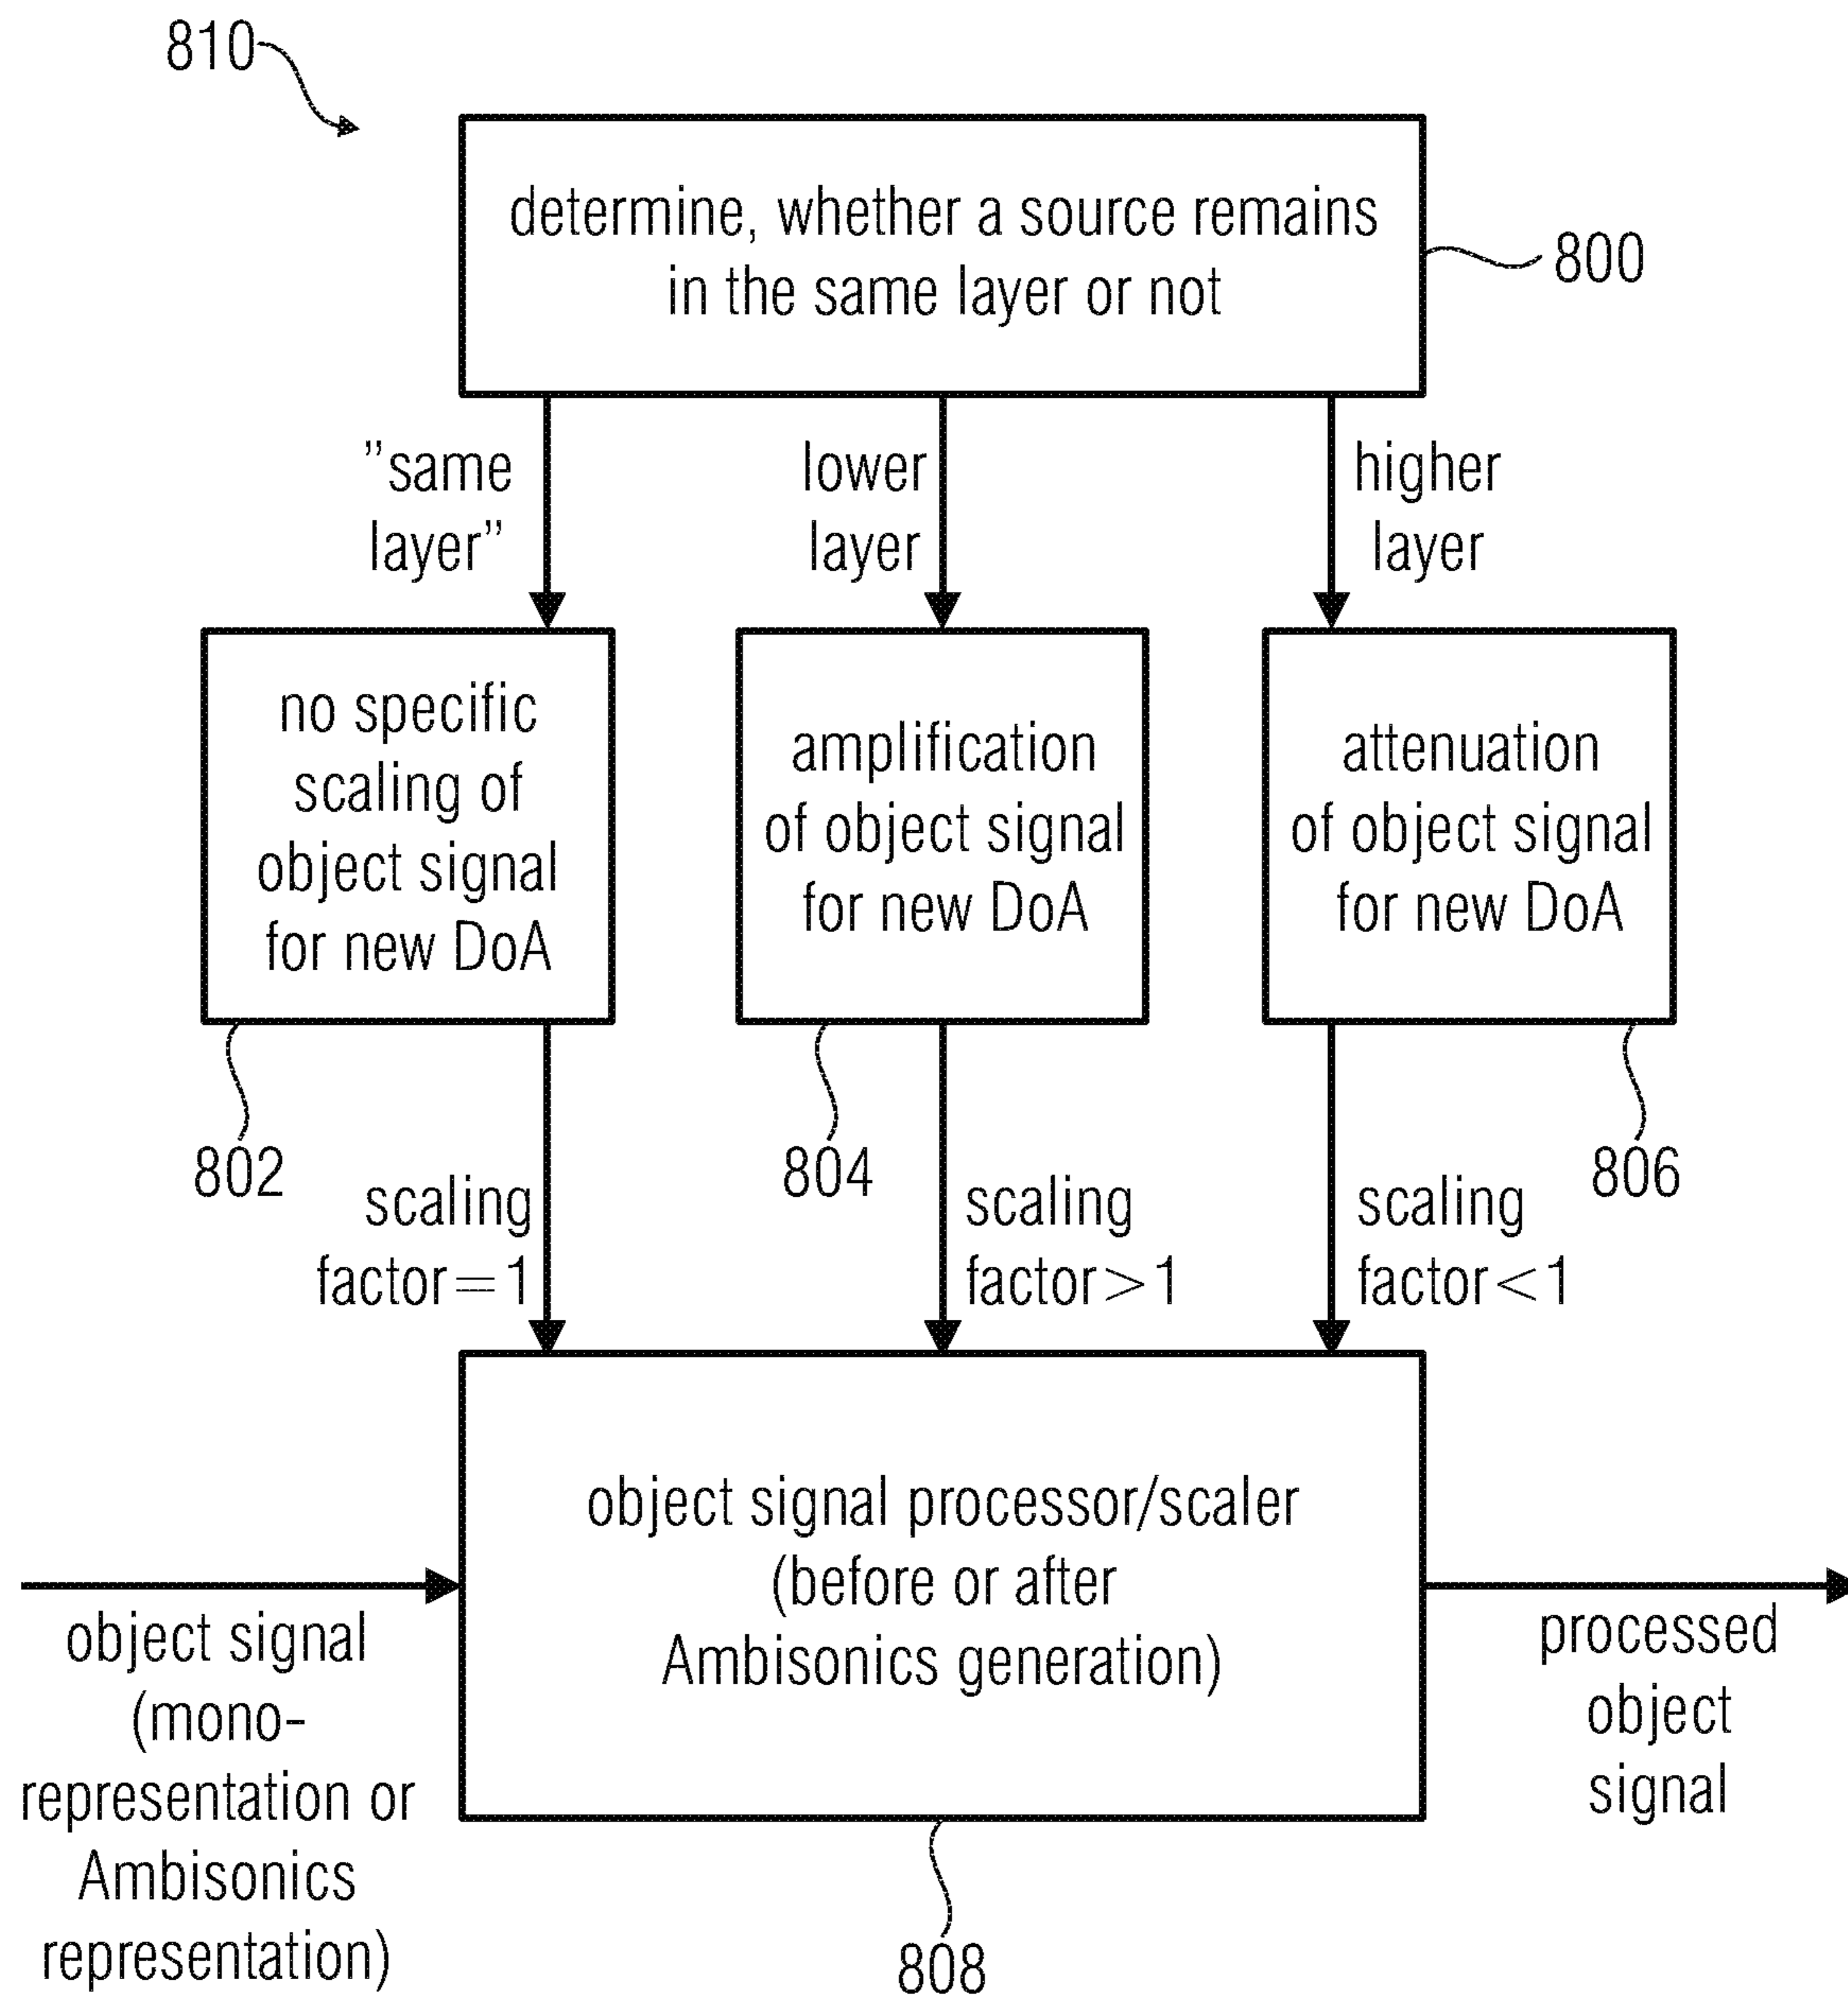 810
determine, whether a source remains
in the same layer or not
800
”same
layer”
lower
layer
higher
layer
no specific
scaling of
object signal
for new DoA
amplification
of object signal
for new DoA
attenuation
of object signal
for new DoA
802
804
806
scaling
factor=1
scaling
factor>1
scaling
factor<1
object signal processor/scaler
(before or after
Ambisonics generation)
object signal
(mono-
representation or
Ambisonics
representation)
processed
object
signal
808